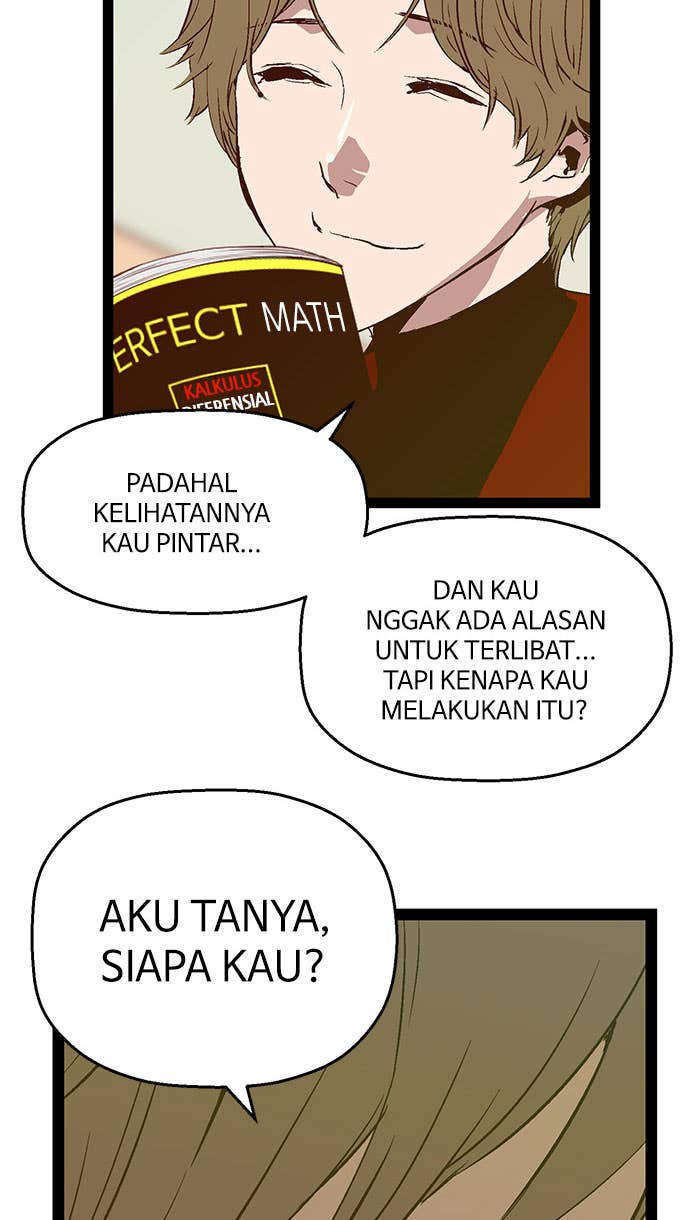 ERFECT MATH
KALKULUS
DIFERENSIAL
PADAHAL
KELIHATANNYA
KAU PINTAR...
DAN KAU
NGGAK ADA ALASAN
UNTUK TERLIBAT...
TAPI KENAPA KAU
MELAKUKAN ITU?
AKU TANYA,
SIAPA KAU?